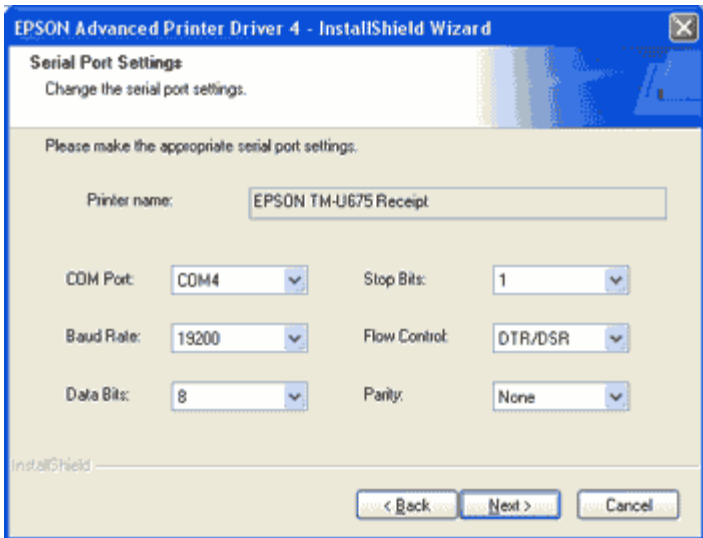 EPSON Advanced Printer Driver 4 - InstallShield Wizard
Serial Port Settings
Change the serial port settings.
Please make the appropriate serial port settings.
Printer name: EPSON TM-U675 Receipt
COM Port: COM4 Stop Bits: 1
Baud Rate: 19200 Flow Control: DTR/DSR
Data Bits: 8 Parity: None
InstallShield
< Back Next > Cancel